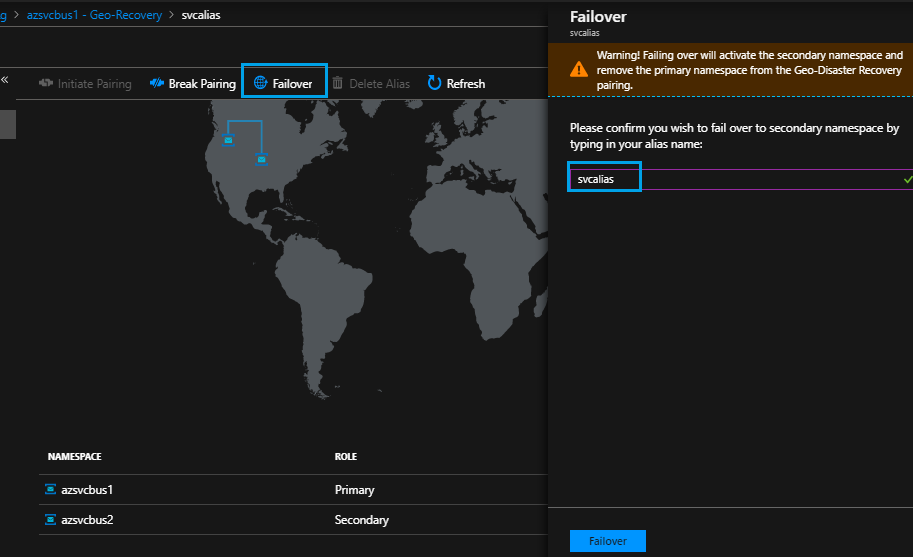 g > azsvcbus1 - Geo-Recovery > svcalias
Initiate Pairing Break Pairing Failover Delete Alias Refresh
NAMESPACE ROLE
azsvcbus1 Primary
azsvcbus2 Secondary
Failover
svcalias
Warning! Failing over will activate the secondary namespace and
remove the primary namespace from the Geo-Disaster Recovery
pairing.
Please confirm you wish to fail over to secondary namespace by
typing in your alias name:
svcalias
Failover